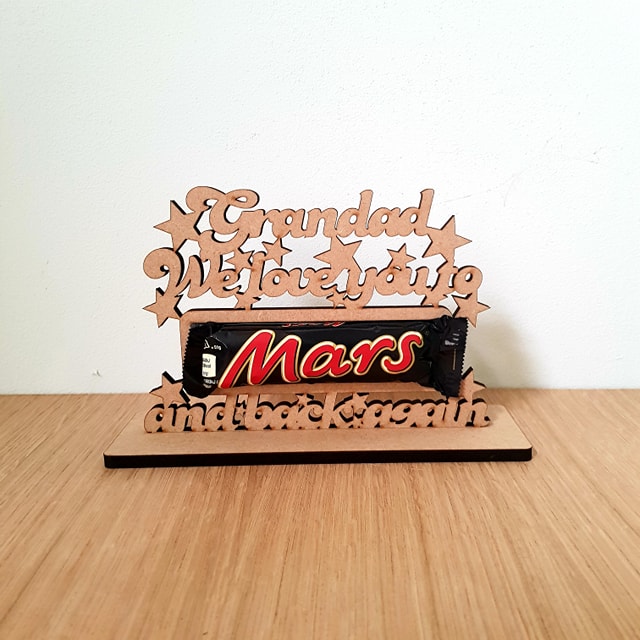 Grandad
We love you to
Mars
and back again